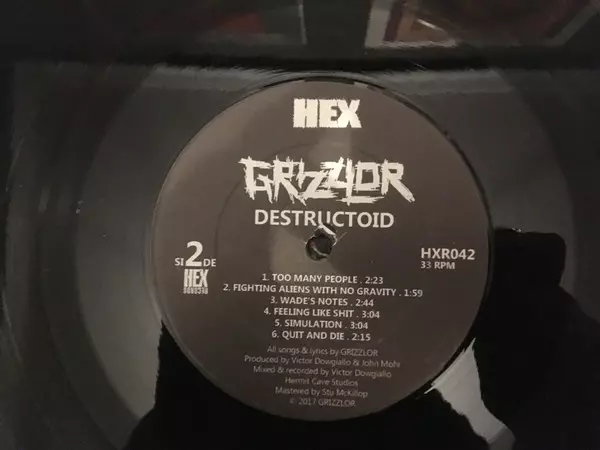 HEX
GRIZZLOR
DESTRUCTOID
SI2DE
HEX
RECORDS
HXR042
33 RPM
1. TOO MANY PEOPLE . 2:23
2. FIGHTING ALIENS WITH NO GRAVITY . 1:59
3. WADE'S NOTES . 2:44
4. FEELING LIKE SHIT . 3:04
5. SIMULATION . 3:04
6. QUIT AND DIE . 2:15
All songs & lyrics by GRIZZLOR
Produced by Victor Dowgiallo & John Mohr
Mixed & recorded by Victor Dowgiallo
Hermit Cave Studios
Mastered by Stu McKillop
© 2017 GRIZZLOR